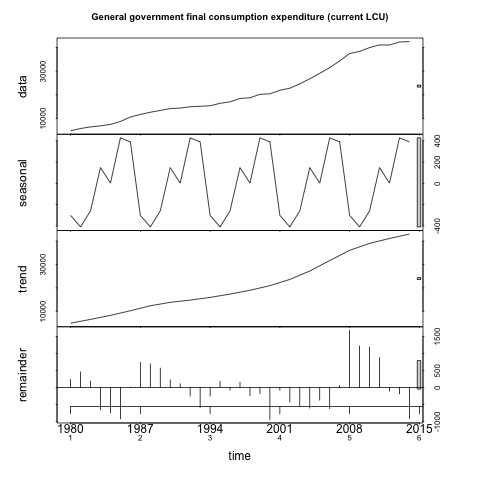 General government final consumption expenditure (current LCU)
data
30000
10000
seasonal
400
200
0
-400
trend
30000
10000
remainder
1500
500
0
-1000
1980 1987 1994 2001 2008 2015
1 2 3 4 5 6
time